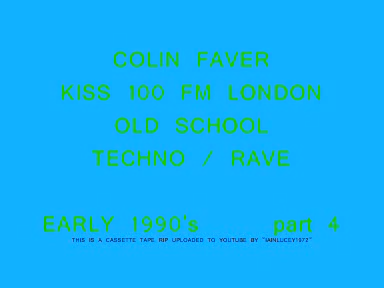 COLIN FAVER
KISS 100 FM LONDON
OLD SCHOOL
TECHNO / RAVE
EARLY 1990's part 4
THIS IS A CASSETTE TAPE RIP UPLOADED TO YOUTUBE BY "IAINLUCEY1972"